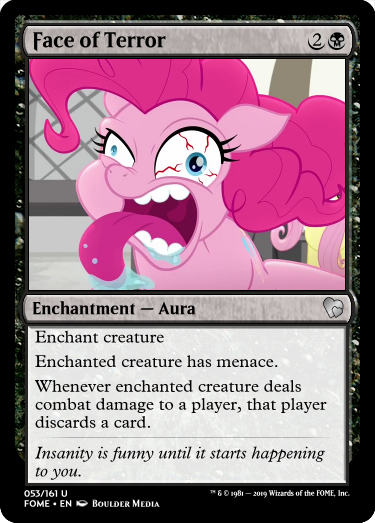 Face of Terror 2
Enchantment — Aura
Enchant creature
Enchanted creature has menace.
Whenever enchanted creature deals
combat damage to a player, that player
discards a card.
Insanity is funny until it starts happening
to you.
053/161 U
™ & © 1981 — 2019 Wizards of the FOME, Inc.
FOME • EN Boulder Media